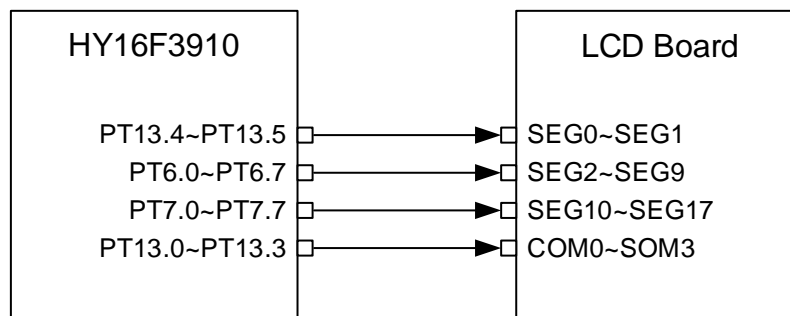 HY16F3910
LCD Board
PT13.4~PT13.5
SEG0~SEG1
PT6.0~PT6.7
SEG2~SEG9
PT7.0~PT7.7
SEG10~SEG17
PT13.0~PT13.3
COM0~SOM3